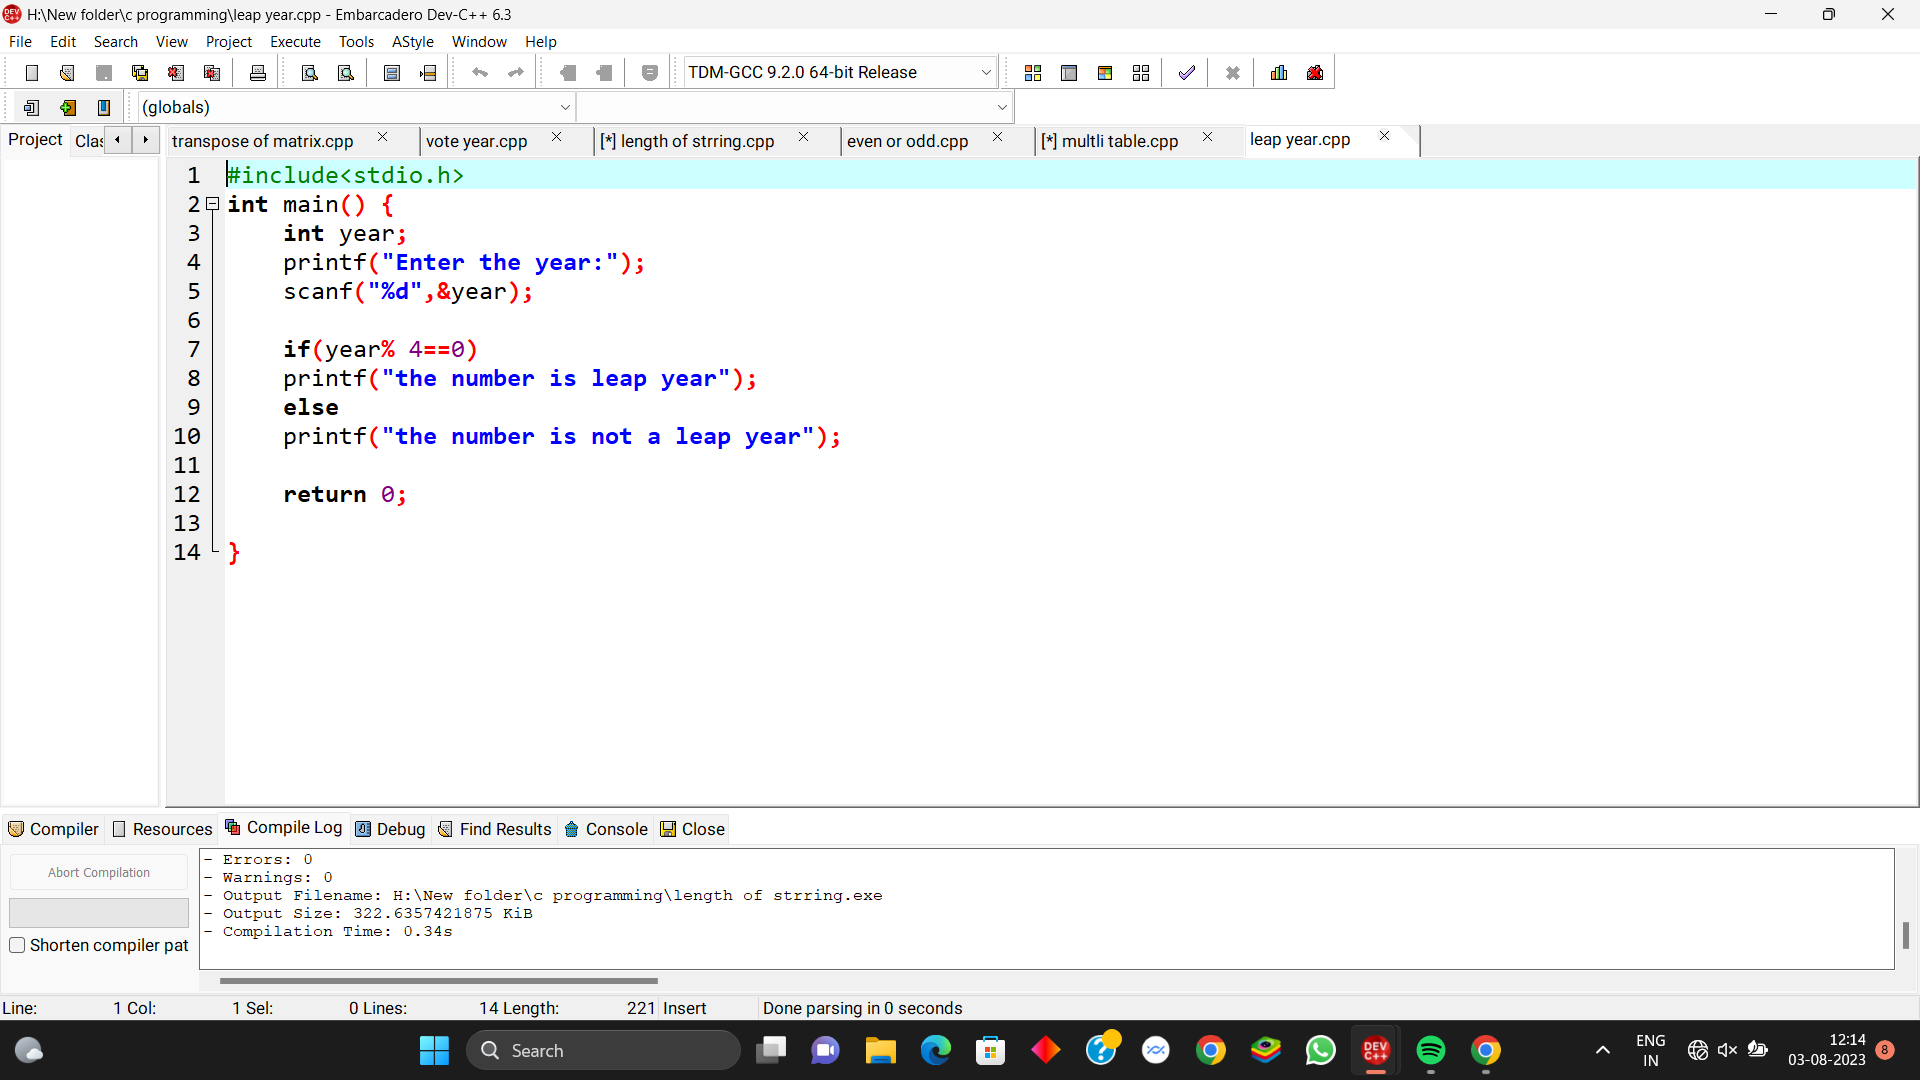 H:\New folder\c programming\leap year.cpp - Embarcadero Dev-C++ 6.3
File Edit Search View Project Execute Tools AStyle Window Help
TDM-GCC 9.2.0 64-bit Release
(globals)
Project Clas transpose of matrix.cpp vote year.cpp [*] length of strring.cpp even or odd.cpp [*] multli table.cpp leap year.cpp
1 #include<stdio.h>
2 int main() {
3 int year;
4 printf("Enter the year:");
5 scanf("%d",&year);
6
7 if(year% 4==0)
8 printf("the number is leap year");
9 else
10 printf("the number is not a leap year");
11
12 return 0;
13
14 }
Compiler Resources Compile Log Debug Find Results Console Close
Abort Compilation
Shorten compiler pat
- Errors: 0
- Warnings: 0
- Output Filename: H:\New folder\c programming\length of strring.exe
- Output Size: 322.6357421875 KiB
- Compilation Time: 0.34s
Line: 1 Col: 1 Sel: 0 Lines: 14 Length: 221 Insert Done parsing in 0 seconds
Search
DEV C++
ENG
IN
12:14
03-08-2023
8